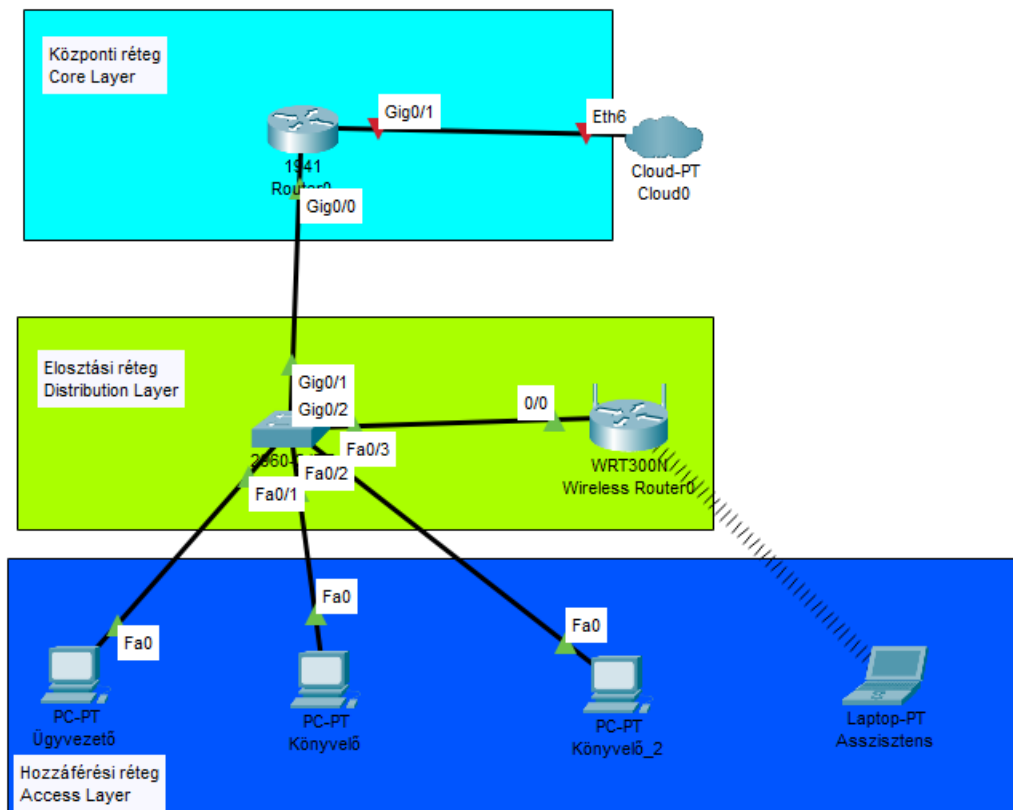 Központi réteg
Core Layer
Gig0/1
Eth6
1941
Router0
Gig0/0
Cloud-PT
Cloud0
Elosztási réteg
Distribution Layer
Gig0/1
Gig0/2
0/0
Fa0/3
Fa0/2
Fa0/1
WRT300N
Wireless Router0
Fa0
Fa0
Fa0
PC-PT
Ügyvezető
PC-PT
Könyvelő
PC-PT
Könyvelő_2
Laptop-PT
Asszisztens
Hozzáférési réteg
Access Layer